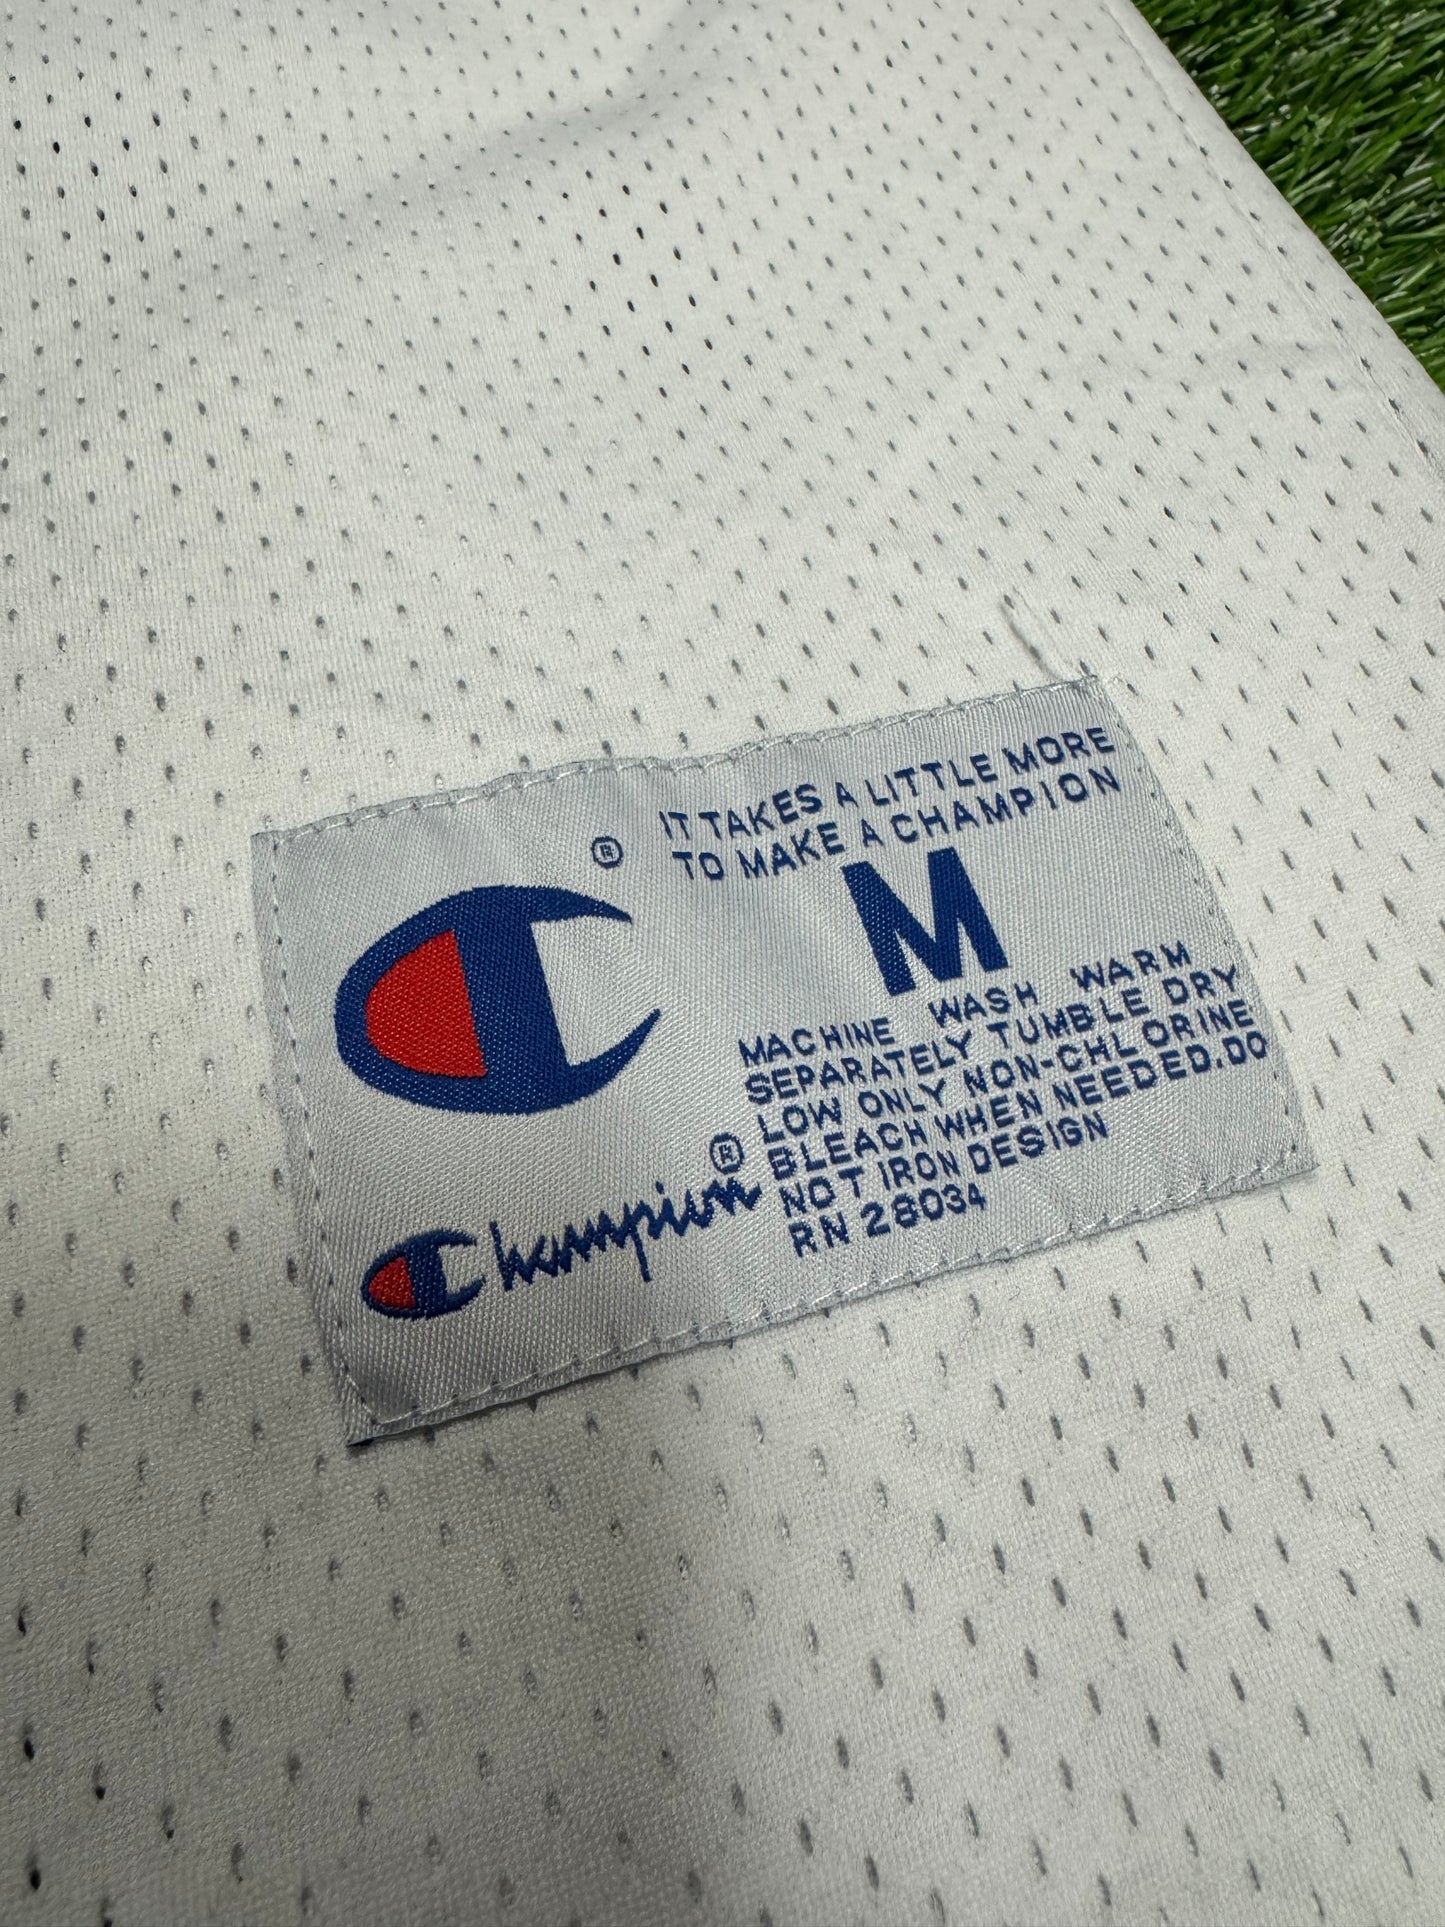 ®
IT TAKES A LITTLE MORE
TO MAKE A CHAMPION
M
MACHINE WASH WARM
SEPARATELY TUMBLE DRY
LOW ONLY NON-CHLORINE
BLEACH WHEN NEEDED.DO
NOT IRON DESIGN
RN 28034
®
Champion